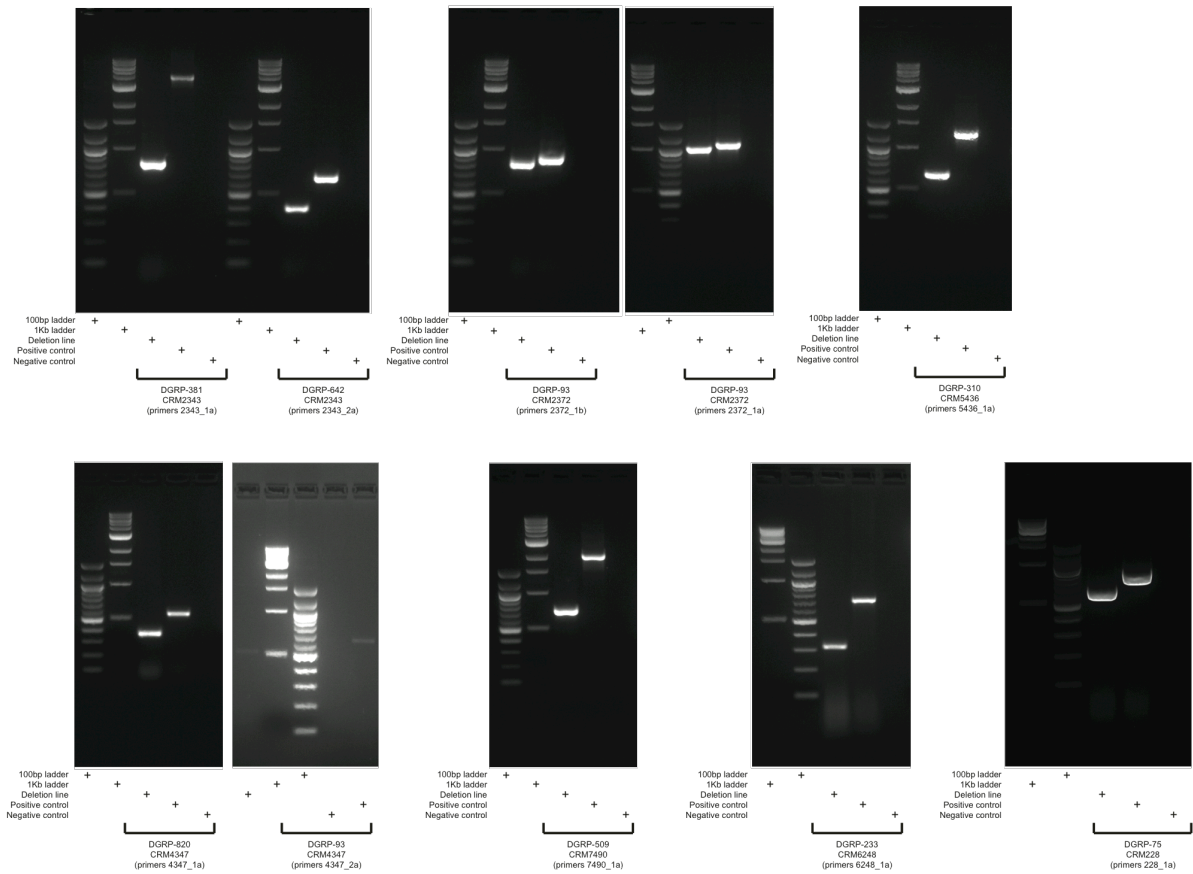 100bp ladder + + + + +
1Kb ladder + + + + +
Deletion line + + + + +
Positive control + + + + +
Negative control + + + + +
DGRP-381
CRM2343
(primers 2343_1a)
DGRP-642
CRM2343
(primers 2343_2a)
100bp ladder
1Kb ladder
Deletion line
Positive control
Negative control
DGRP-93
CRM2372
(primers 2372_1b)
DGRP-93
CRM2372
(primers 2372_1a)
100bp ladder
1Kb ladder
Deletion line
Positive control
Negative control
DGRP-310
CRM5436
(primers 5436_1a)
100bp ladder + + + + +
1Kb ladder + + + + +
Deletion line + + + + +
Positive control + + + + +
Negative control + + + + +
DGRP-820
CRM4347
(primers 4347_1a)
DGRP-93
CRM4347
(primers 4347_2a)
100bp ladder
1Kb ladder
Deletion line
Positive control
Negative control
DGRP-509
CRM7490
(primers 7490_1a)
100bp ladder
1Kb ladder
Deletion line
Positive control
Negative control
DGRP-233
CRM6248
(primers 6248_1a)
100bp ladder
1Kb ladder
Deletion line
Positive control
Negative control
DGRP-75
CRM228
(primers 228_1a)